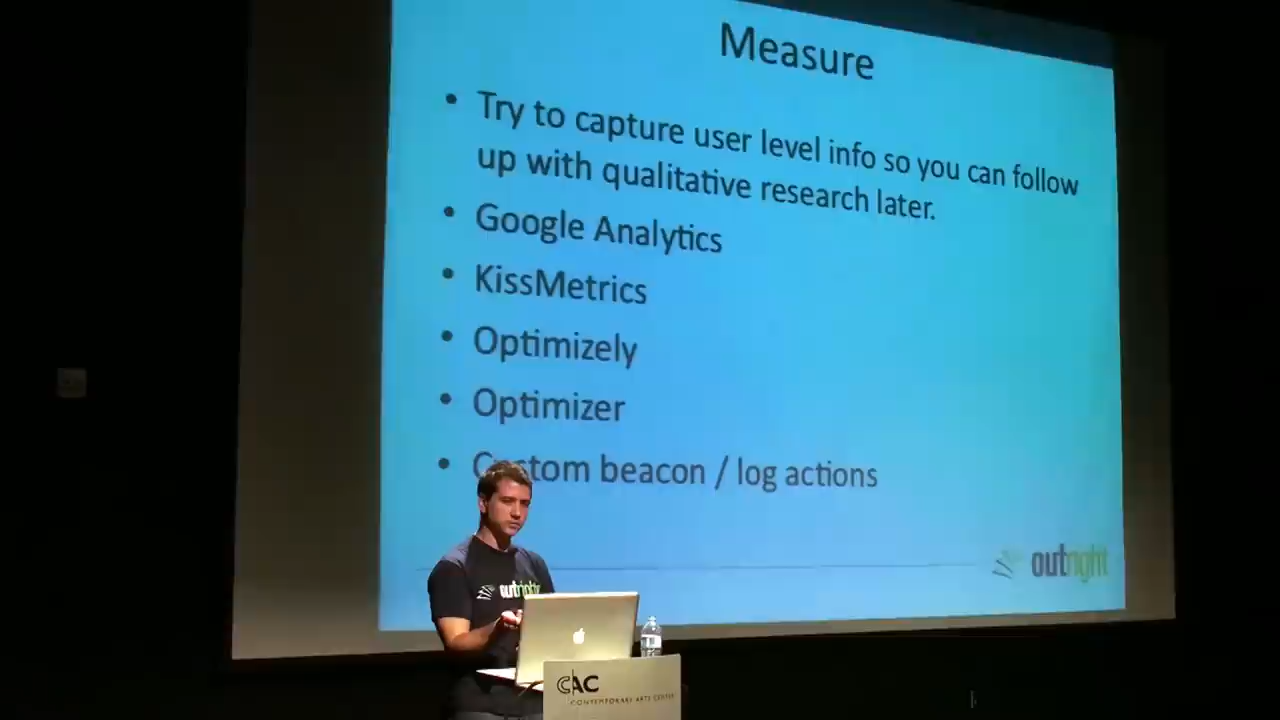 Measure
• Try to capture user level info so you can follow
up with qualitative research later.
• Google Analytics
• KissMetrics
• Optimizely
• Optimizer
• Custom beacon / log actions
outright
outright
CAC
CONTEMPORARY ARTS CENTER